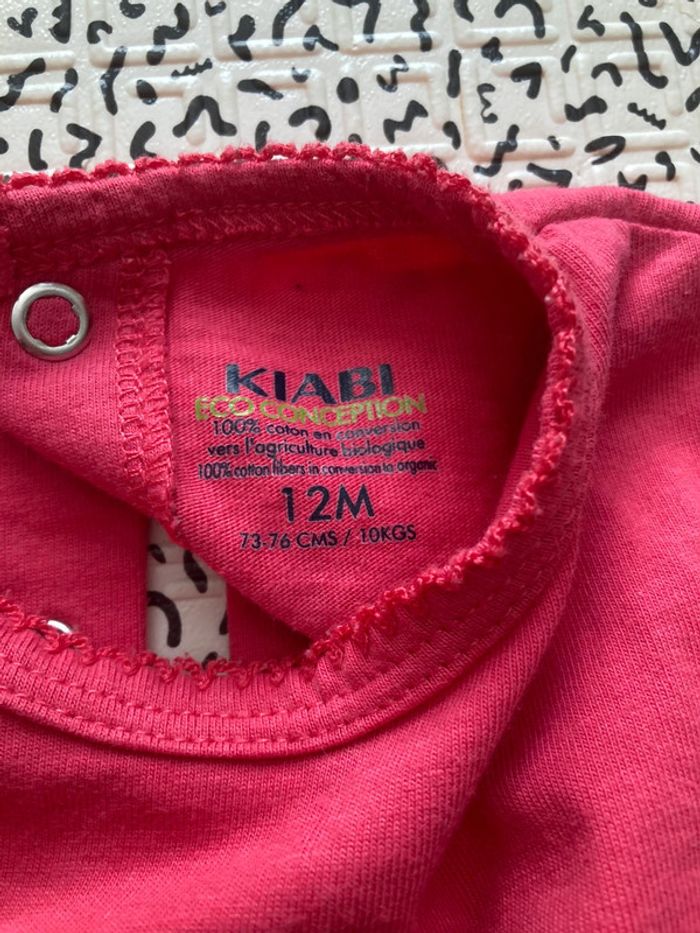 KIABI
ECO CONCEPTION
100% coton en conversion
vers l'agriculture biologique
100% cotton fibers in conversion to organic
12M
73-76 CMS / 10KGS